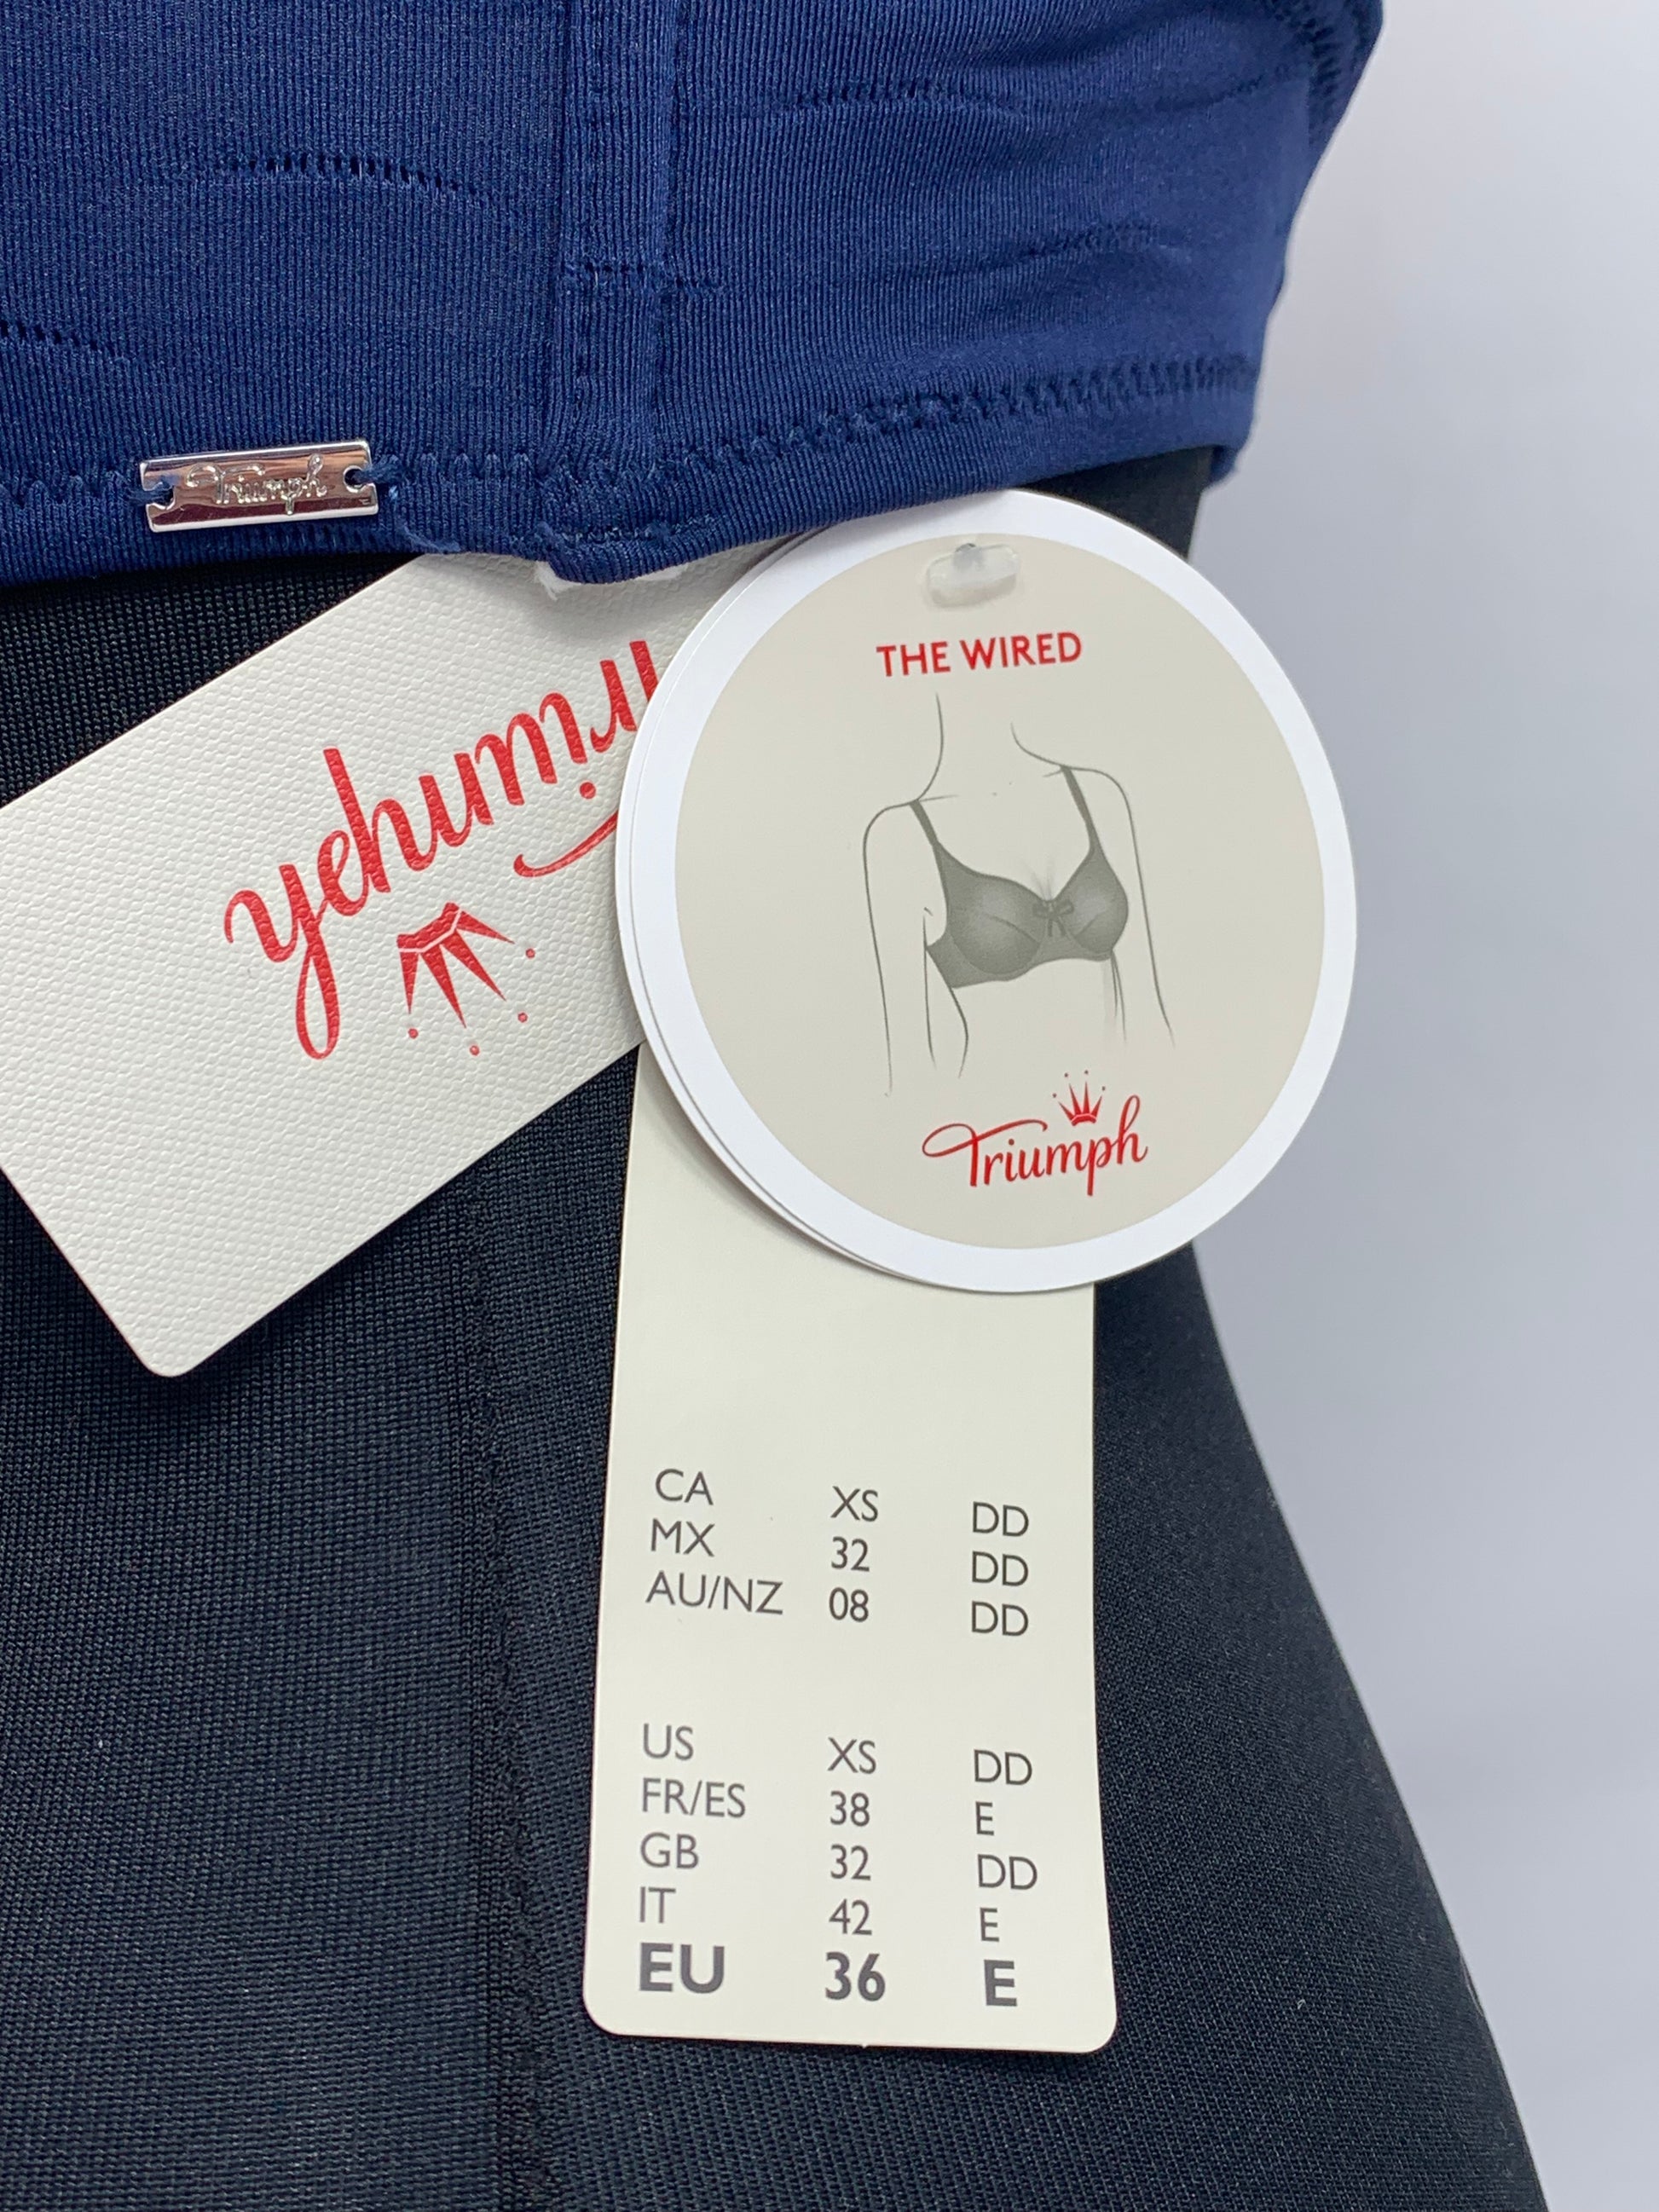 Triumph
Triumph
THE WIRED
Triumph
CA XS DD
MX 32 DD
AU/NZ 08 DD
US XS DD
FR/ES 38 E
GB 32 DD
IT 42 E
EU 36 E